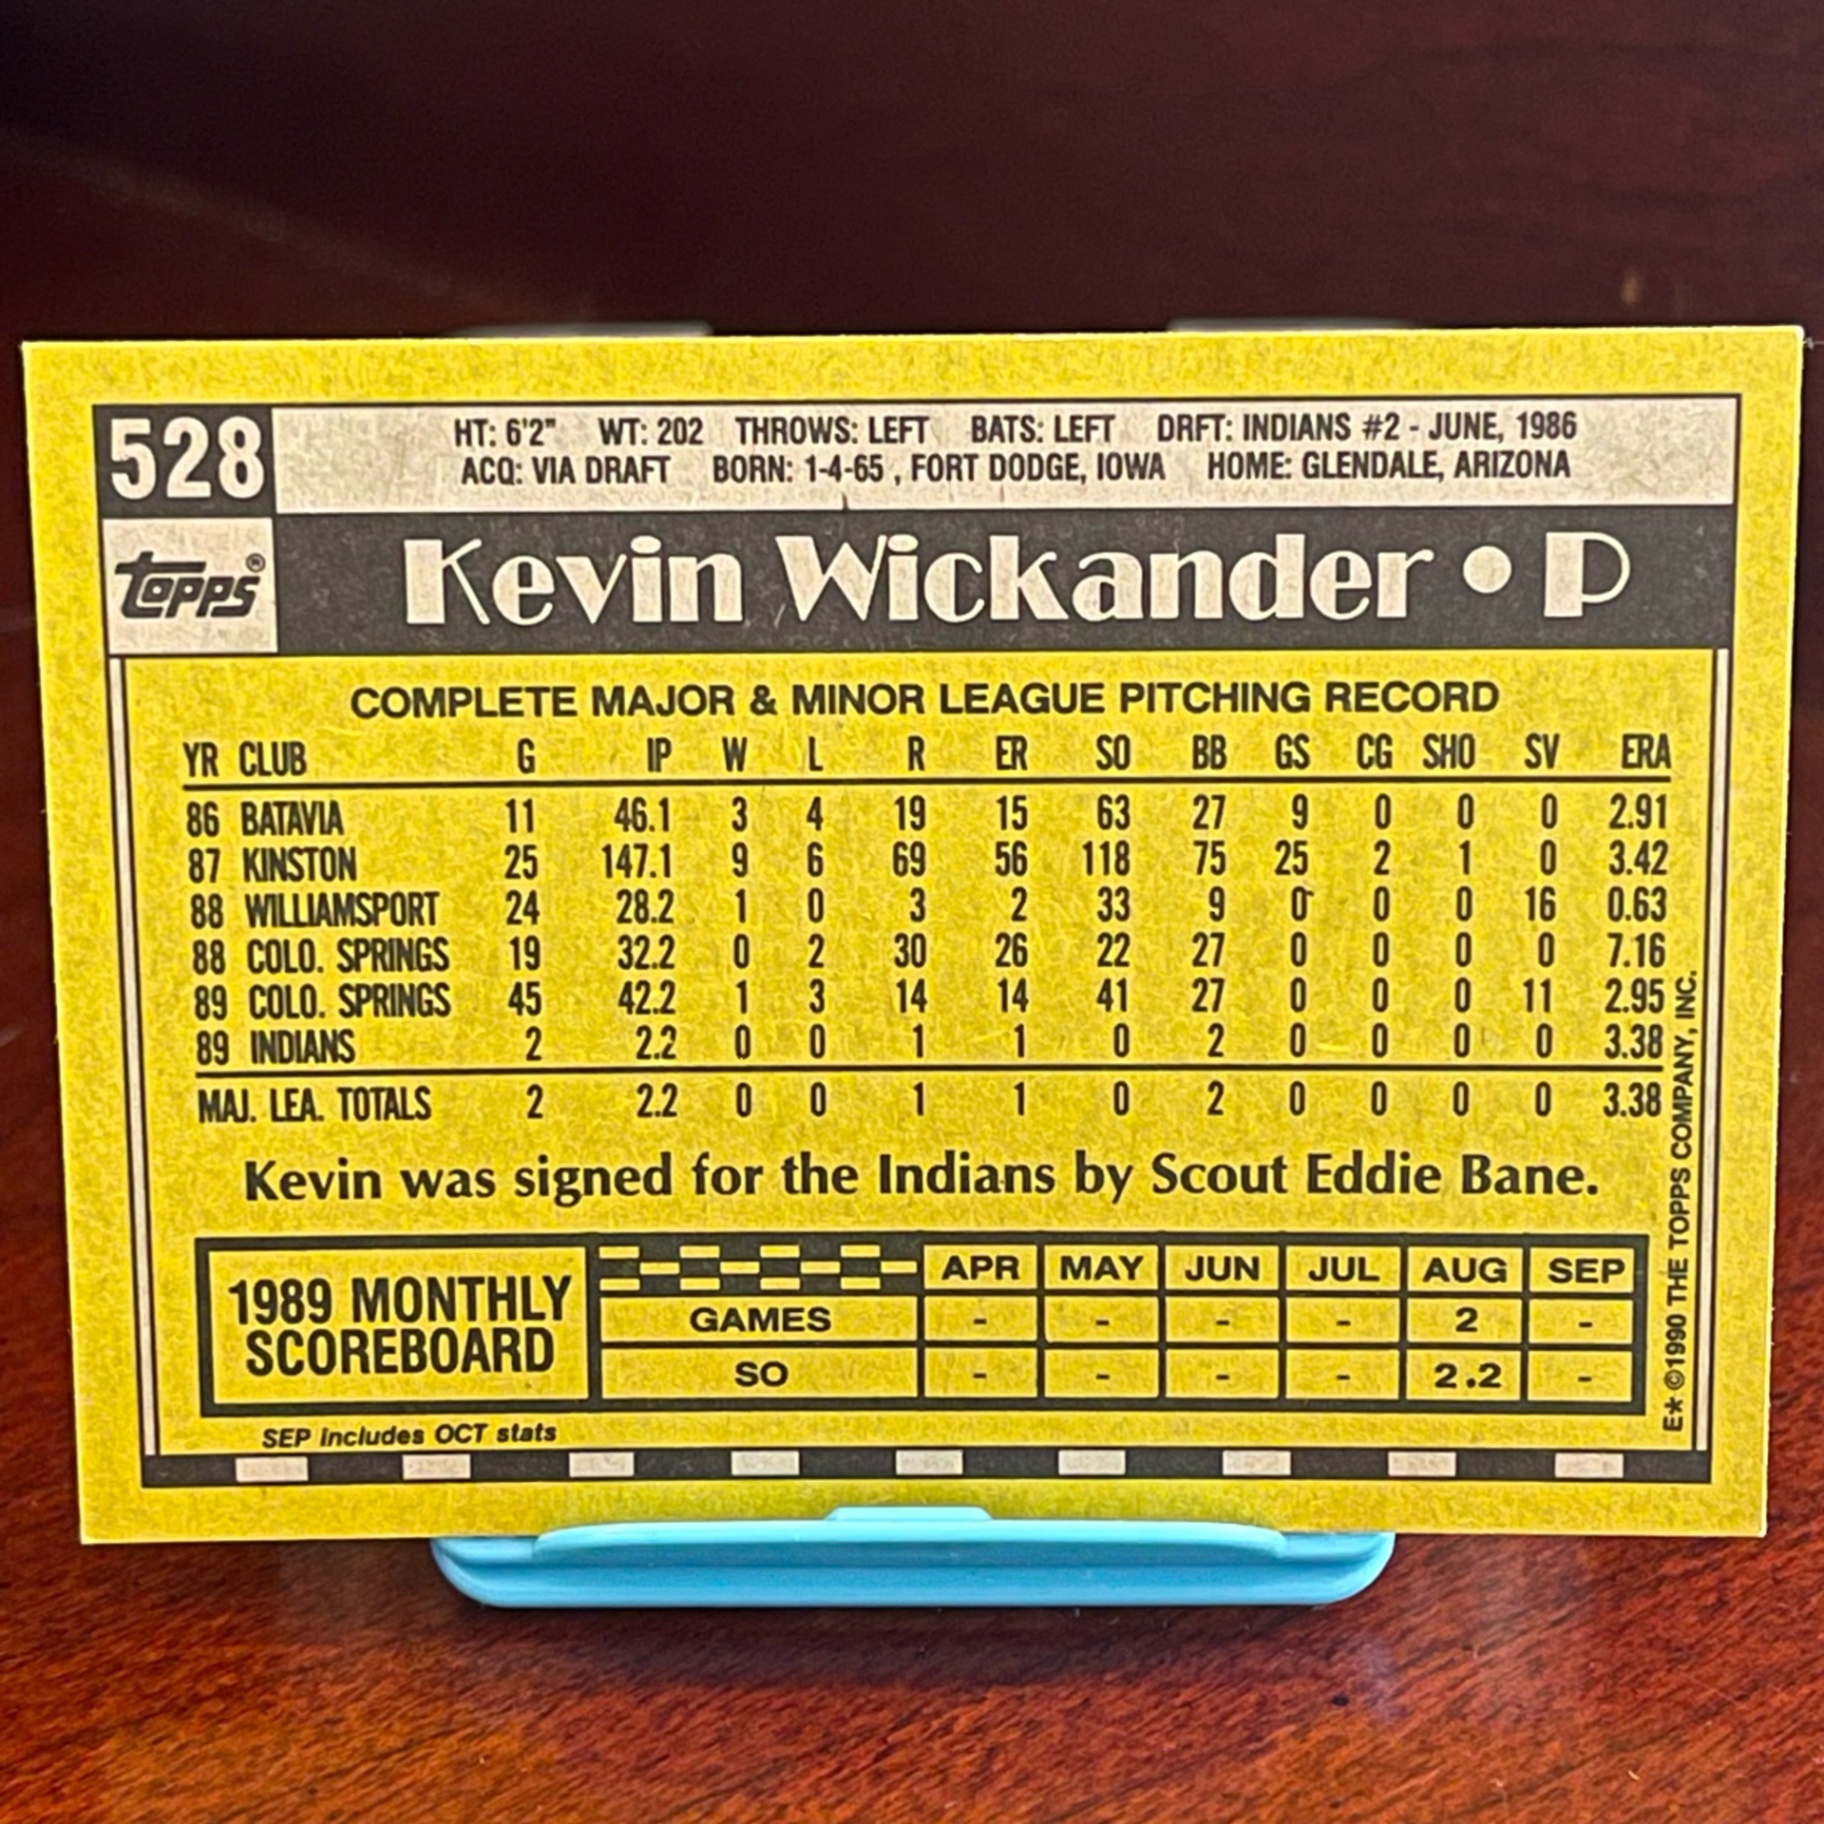 528
HT: 6'2" WT: 202 THROWS: LEFT BATS: LEFT DRFT: INDIANS #2 - JUNE, 1986
ACQ: VIA DRAFT BORN: 1-4-65 , FORT DODGE, IOWA HOME: GLENDALE, ARIZONA
TOPPS®
Kevin Wickander • P
COMPLETE MAJOR & MINOR LEAGUE PITCHING RECORD
YR CLUB G IP W L R ER SO BB GS CG SHO SV ERA
86 BATAVIA 11 46.1 3 4 19 15 63 27 9 0 0 0 2.91
87 KINSTON 25 147.1 9 6 69 56 118 75 25 2 1 0 3.42
88 WILLIAMSPORT 24 28.2 1 0 3 2 33 9 0 0 0 16 0.63
88 COLO. SPRINGS 19 32.2 0 2 30 26 22 27 0 0 0 0 7.16
89 COLO. SPRINGS 45 42.2 1 3 14 14 41 27 0 0 0 11 2.95
89 INDIANS 2 2.2 0 0 1 1 0 2 0 0 0 0 3.38
MAJ. LEA. TOTALS 2 2.2 0 0 1 1 0 2 0 0 0 0 3.38
Kevin was signed for the Indians by Scout Eddie Bane.
1989 MONTHLY
SCOREBOARD
APR MAY JUN JUL AUG SEP
GAMES - - - - 2 -
SO - - - - 2.2 -
SEP includes OCT stats
E* ©1990 THE TOPPS COMPANY, INC.